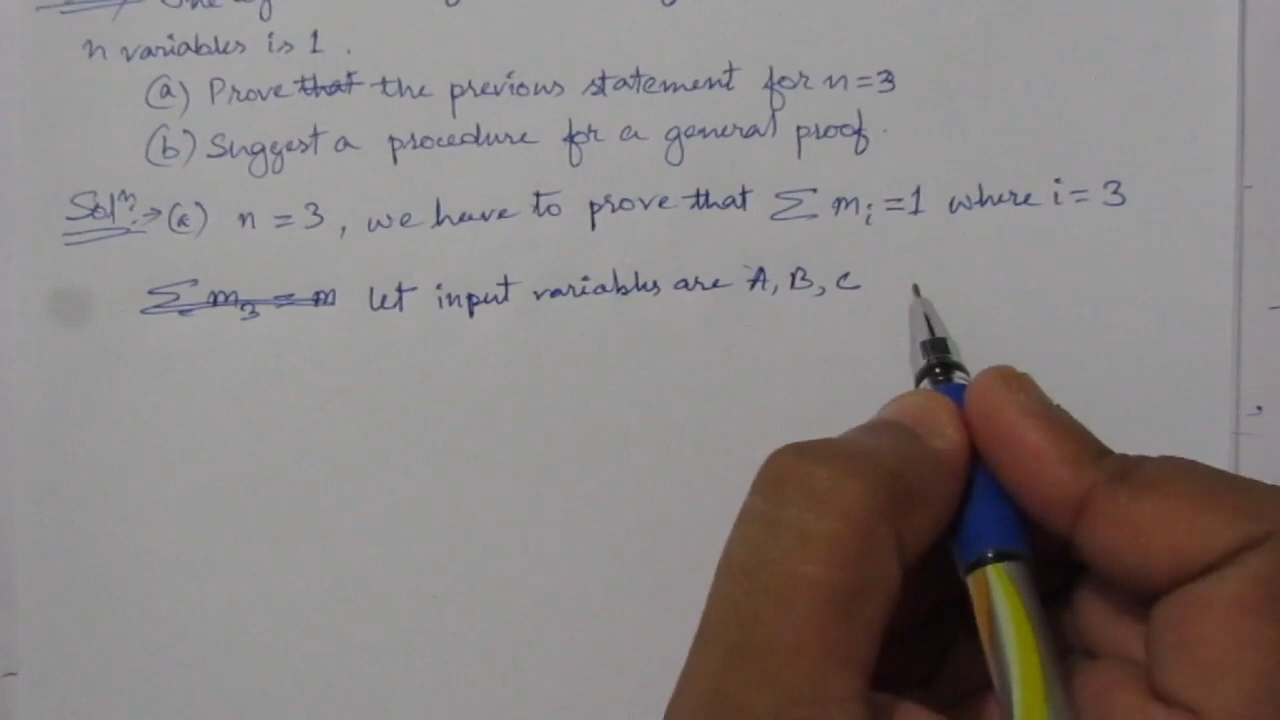 n variables is 1.
(a) Prove that the previous statement for n=3
(b) Suggest a procedure for a general proof.
Solⁿ:→(a) n = 3, we have to prove that ∑ mᵢ = 1 where i = 3
∑ m₃ = m let input variables are A, B, C